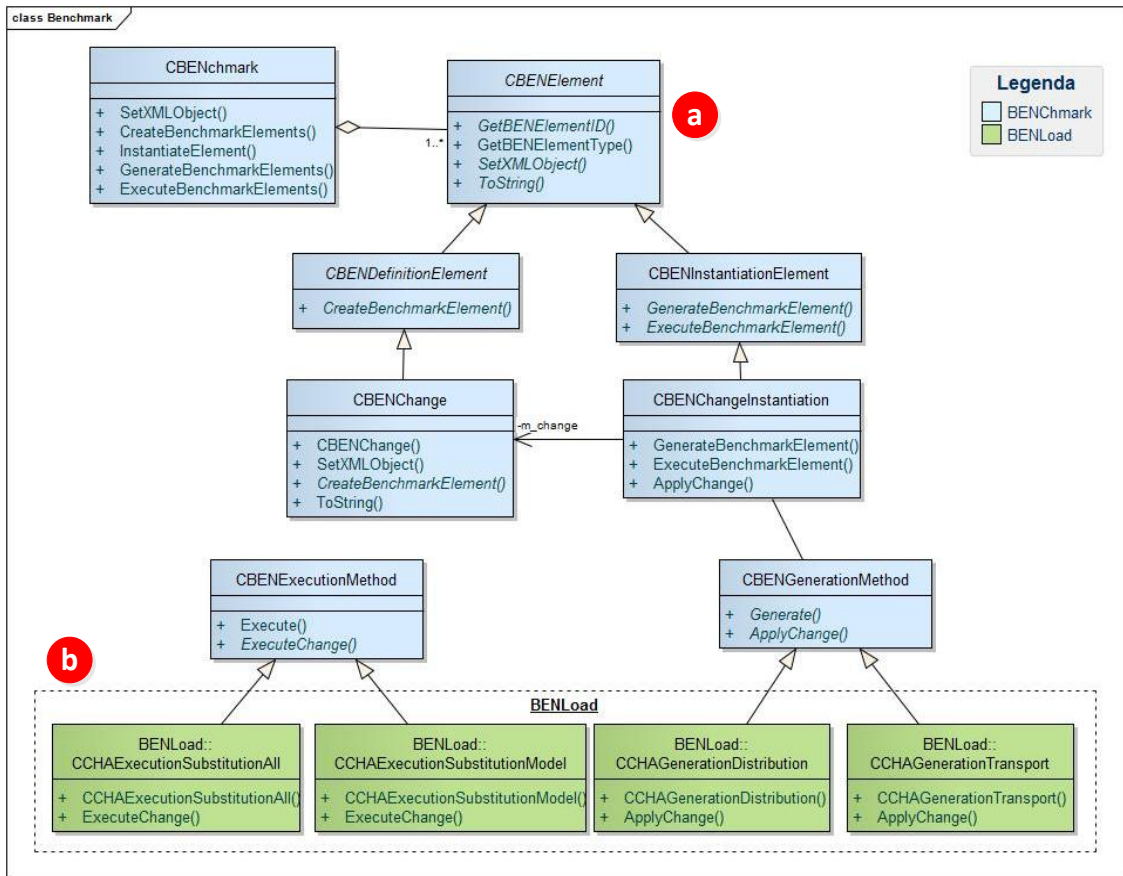 class Benchmark
CBENchmark
+ SetXMLObject()
+ CreateBenchmarkElements()
+ InstantiateElement()
+ GenerateBenchmarkElements()
+ ExecuteBenchmarkElements()
1..*
CBENElement
+ GetBENElementID()
+ GetBENElementType()
+ SetXMLObject()
+ ToString()
a
Legenda
BENChmark
BENLoad
CBENDefinitionElement
+ CreateBenchmarkElement()
CBENInstantiationElement
+ GenerateBenchmarkElement()
+ ExecuteBenchmarkElement()
CBENChange
+ CBENChange()
+ SetXMLObject()
+ CreateBenchmarkElement()
+ ToString()
-m_change
CBENChangeInstantiation
+ GenerateBenchmarkElement()
+ ExecuteBenchmarkElement()
+ ApplyChange()
CBENExecutionMethod
+ Execute()
+ ExecuteChange()
CBENGenerationMethod
+ Generate()
+ ApplyChange()
b
BENLoad
BENLoad::
CCHAExecutionSubstitutionAll
+ CCHAExecutionSubstitutionAll()
+ ExecuteChange()
BENLoad::
CCHAExecutionSubstitutionModel
+ CCHAExecutionSubstitutionModel()
+ ExecuteChange()
BENLoad::
CCHAGenerationDistribution
+ CCHAGenerationDistribution()
+ ApplyChange()
BENLoad::
CCHAGenerationTransport
+ CCHAGenerationTransport()
+ ApplyChange()